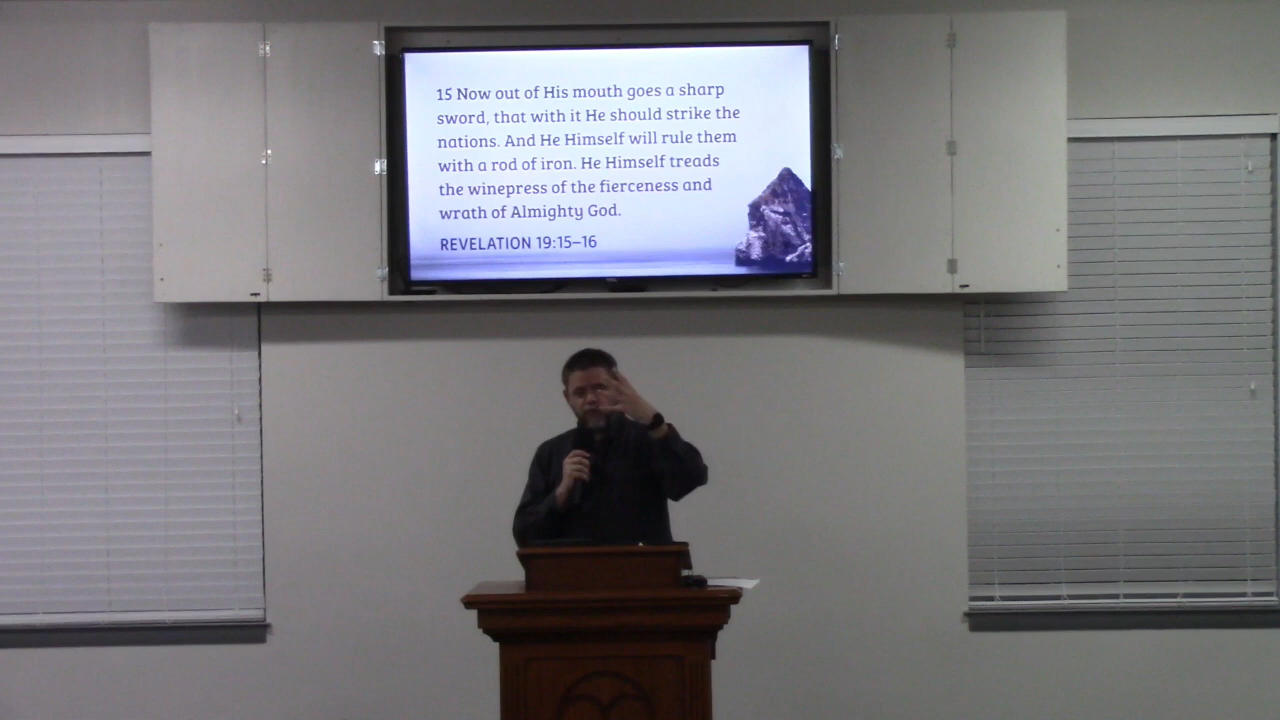 15 Now out of His mouth goes a sharp
sword, that with it He should strike the
nations. And He Himself will rule them
with a rod of iron. He Himself treads
the winepress of the fierceness and
wrath of Almighty God.
REVELATION 19:15–16